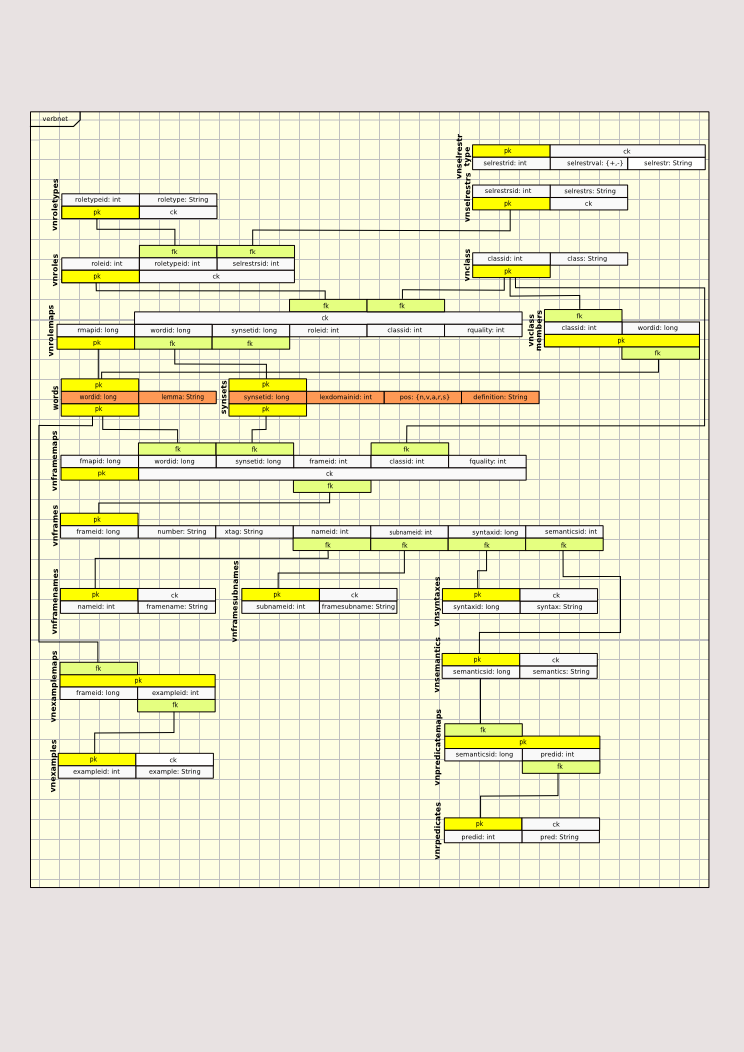 verbnet
vnselrestr
type
pk ck
selrestrid: int selrestrval: {+,-} selrestr: String
vnselrestrs
selrestrsid: int selrestrs: String
pk ck
vnroletypes
roletypeid: int roletype: String
pk ck
vnroles
fk fk
roleid: int roletypeid: int selrestrsid: int
pk ck
vnclass
classid: int class: String
pk
vnrolemaps
fk fk
ck
rmapid: long wordid: long synsetid: long roleid: int classid: int rquality: int
pk fk fk
vnclass
members
fk
classid: int wordid: long
pk
fk
words
pk
wordid: long lemma: String
pk
synsets
pk
synsetid: long lexdomainid: int pos: {n,v,a,r,s} definition: String
pk
vnframemaps
fk fk fk
fmapid: long wordid: long synsetid: long frameid: int classid: int fquality: int
pk ck
fk
vnframes
pk
frameid: long number: String xtag: String nameid: int subnameid: int syntaxid: long semanticsid: int
fk fk fk fk
vnframenames
pk ck
nameid: int framename: String
vnframesubnames
pk ck
subnameid: int framesubname: String
vnsyntaxes
pk ck
syntaxid: long syntax: String
vnsemantics
pk ck
semanticsid: long semantics: String
vnexamplemaps
fk
pk
frameid: long exampleid: int
fk
vnpredicatemaps
fk
pk
semanticsid: long predid: int
fk
vnexamples
pk ck
exampleid: int example: String
vnrpedicates
pk ck
predid: int pred: String